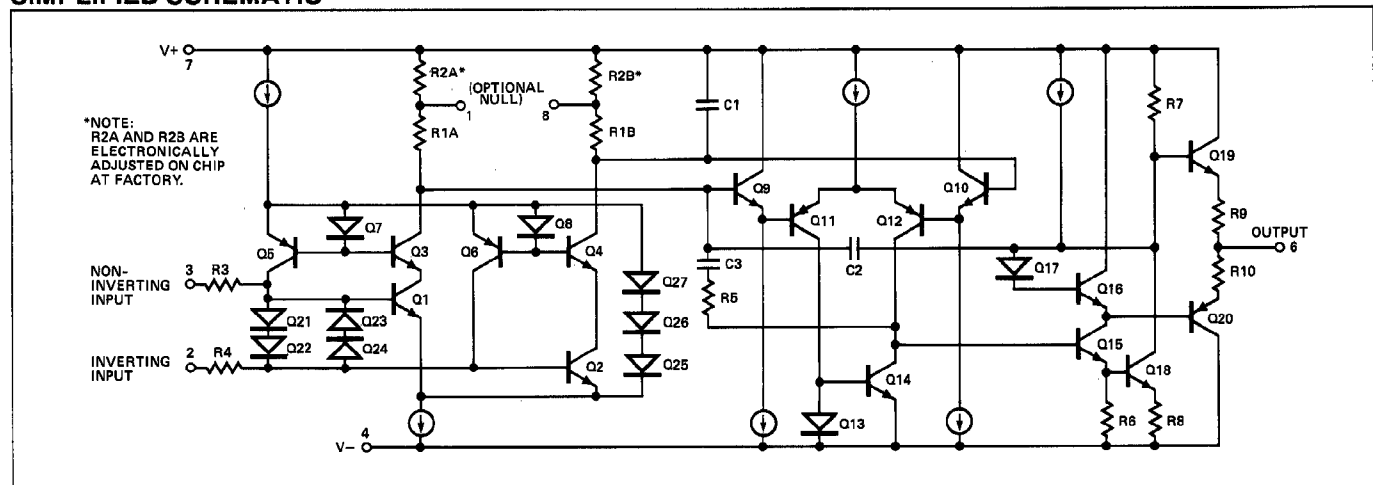 SIMPLIFIED SCHEMATIC
V+
7
R2A*
(OPTIONAL
NULL)
1
8
R2B*
C1
R7
*NOTE:
R2A AND R2B ARE
ELECTRONICALLY
ADJUSTED ON CHIP
AT FACTORY.
R1A
R1B
Q19
Q9
Q10
Q7
Q8
Q11
Q12
R9
Q5
Q3
Q6
Q4
OUTPUT
6
C2
C3
Q17
R10
NON-
INVERTING
INPUT
3
R3
Q27
Q16
Q1
R5
Q20
Q21
Q23
Q26
Q22
Q24
Q15
INVERTING
INPUT
2
R4
Q2
Q25
Q14
Q18
Q13
R6
R8
V-
4